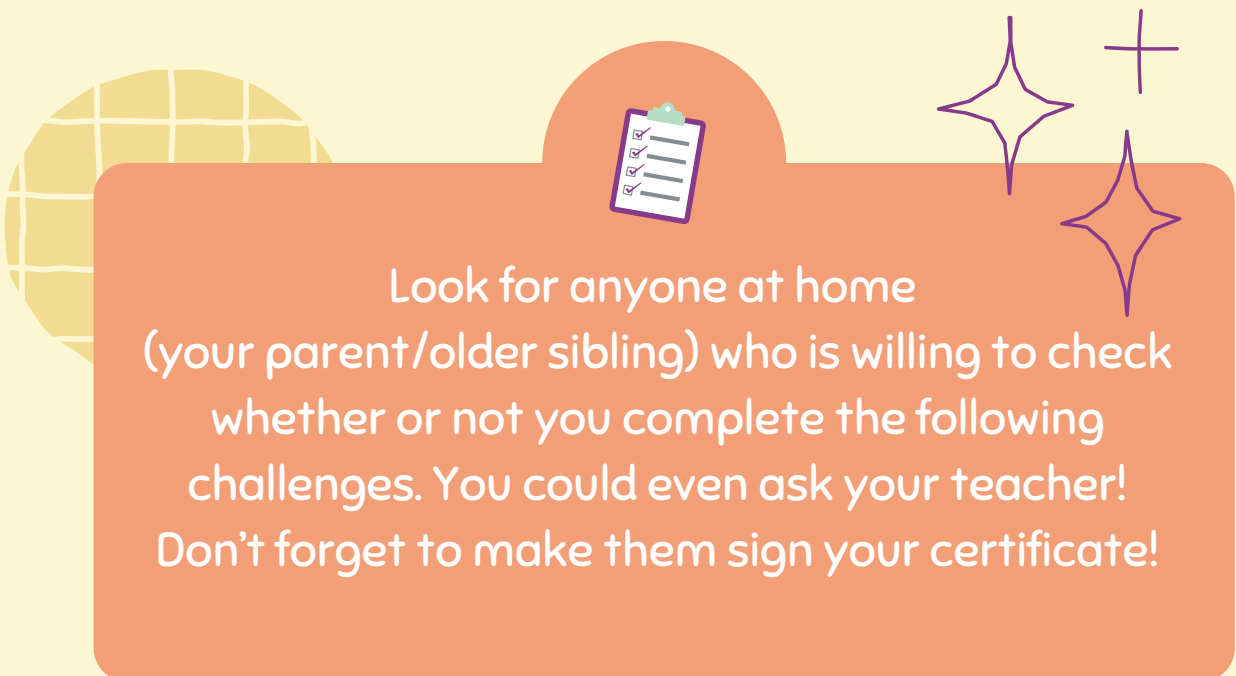 Look for anyone at home
(your parent/older sibling) who is willing to check
whether or not you complete the following
challenges. You could even ask your teacher!
Don't forget to make them sign your certificate!